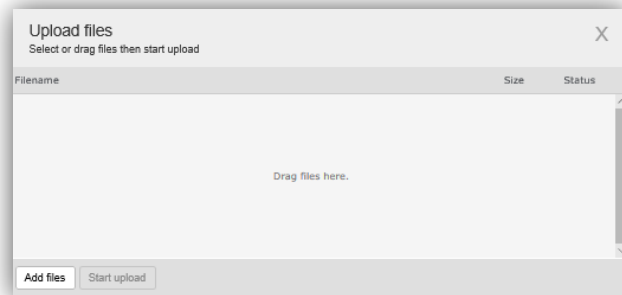 Upload files
X
Select or drag files then start upload
Filename Size Status
Drag files here.
Add files Start upload